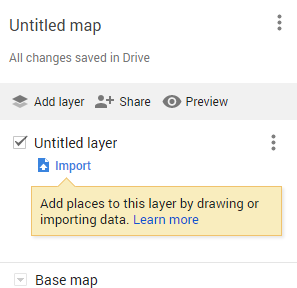 Untitled map
All changes saved in Drive
Add layer Share Preview
Untitled layer
Import
Add places to this layer by drawing or
importing data. Learn more
Base map